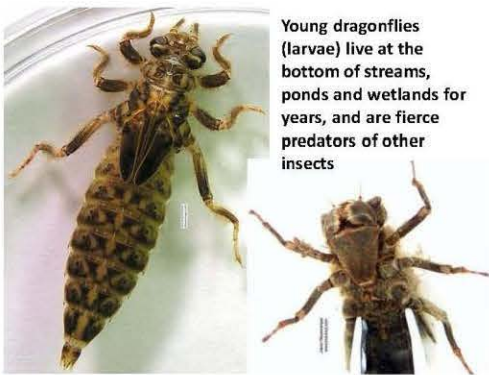 Young dragonflies
(larvae) live at the
bottom of streams,
ponds and wetlands for
years, and are fierce
predators of other
insects